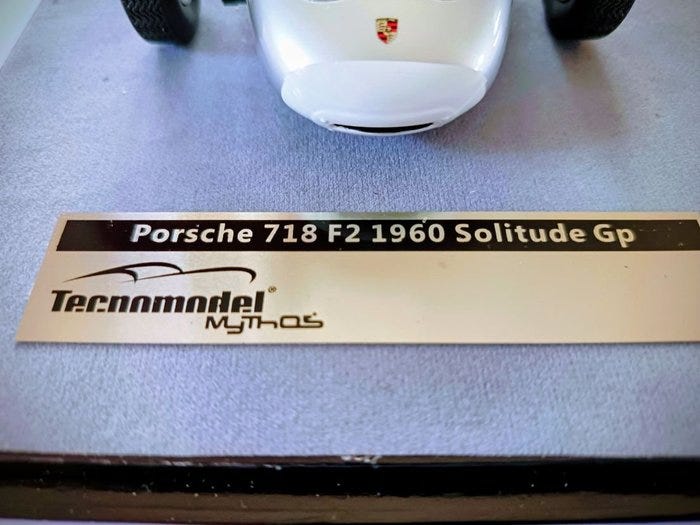 Porsche 718 F2 1960 Solitude Gp
Tecnomodel®
MyThos